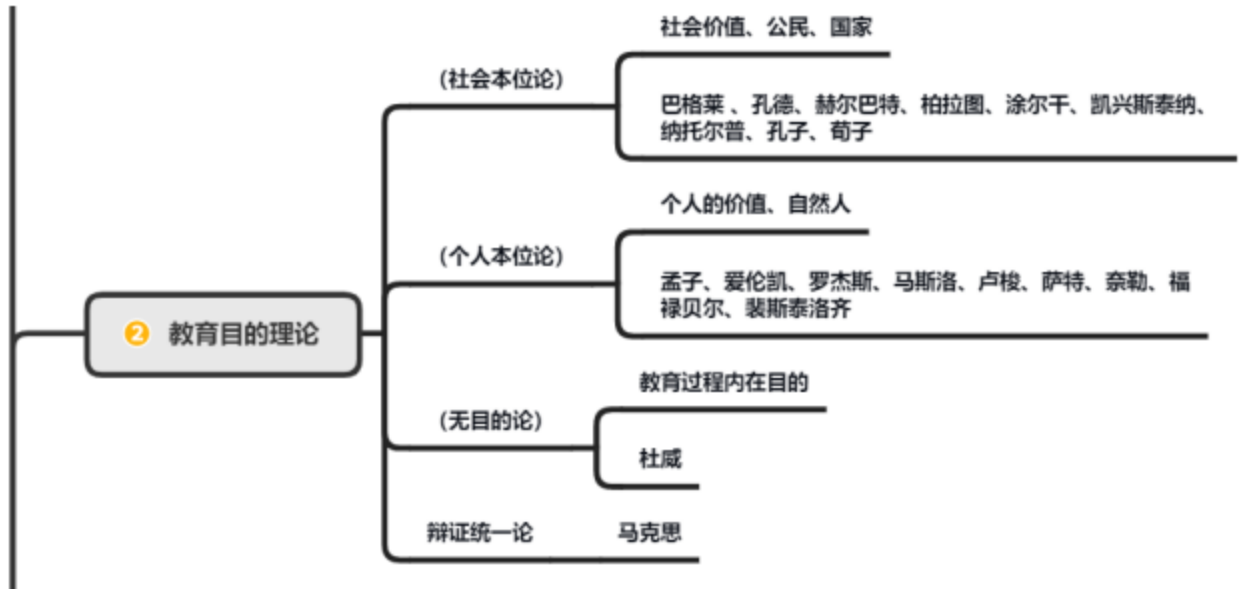 社会价值、公民、国家
（社会本位论）
巴格莱 、孔德、赫尔巴特、柏拉图、涂尔干、凯兴斯泰纳、
纳托尔普、孔子、荀子
个人的价值、自然人
（个人本位论）
孟子、爱伦凯、罗杰斯、马斯洛、卢梭、萨特、奈勒、福
禄贝尔、裴斯泰洛齐
2 教育目的理论
教育过程内在目的
（无目的论）
杜威
辩证统一论 马克思